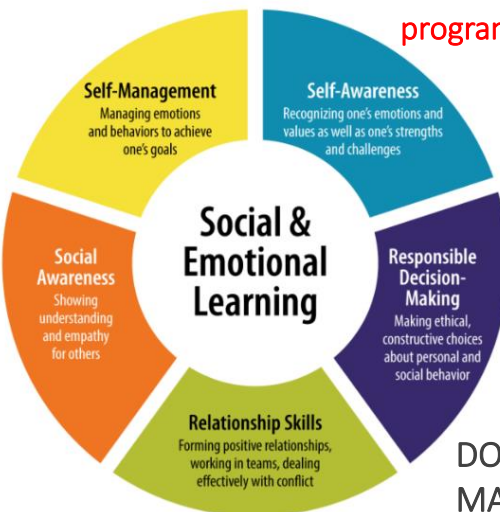 program
Self-Management
Managing emotions
and behaviors to achieve
one's goals
Self-Awareness
Recognizing one's emotions and
values as well as one's strengths
and challenges
Social &
Emotional
Learning
Social
Awareness
Showing
understanding
and empathy
for others
Responsible
Decision-
Making
Making ethical,
constructive choices
about personal and
social behavior
Relationship Skills
Forming positive relationships,
working in teams, dealing
effectively with conflict
DO
MA